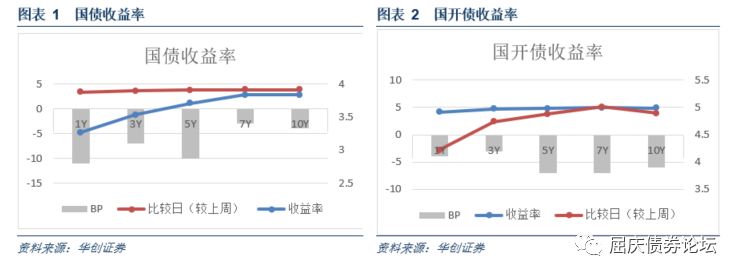 图表 1 国债收益率
国债收益率
5
0
-5
-10
-15
4
3.5
3
2.5
1Y 3Y 5Y 7Y 10Y
BP 比较日（较上周） 收益率
资料来源：华创证券
图表 2 国开债收益率
国开债收益率
10
5
0
-5
-10
5.5
5
4.5
4
3.5
1Y 3Y 5Y 7Y 10Y
BP 收益率 比较日（较上周）
资料来源：华创证券
屈庆债券论坛